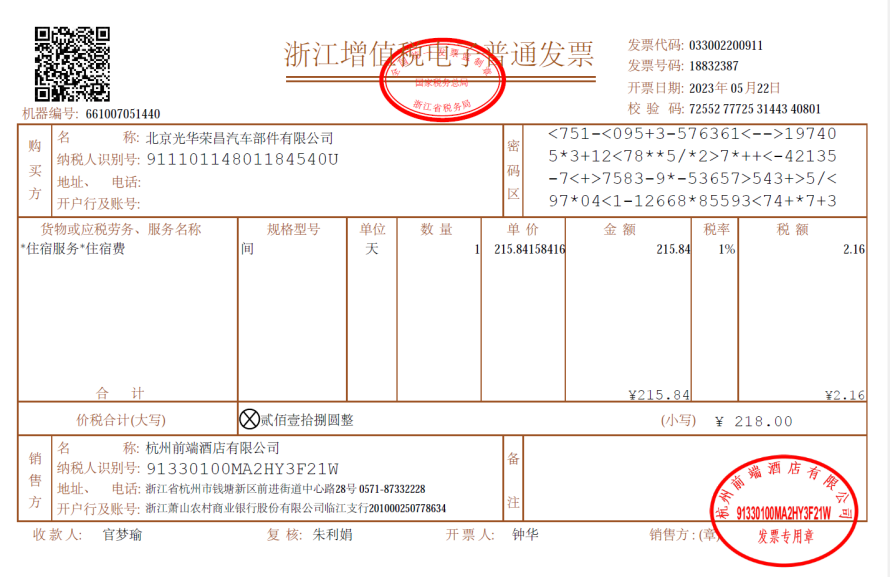 浙江增值税电子普通发票
国家税务总局
浙江省税务局
发票代码: 033002200911
发票号码: 18832387
开票日期: 2023年05月22日
校 验 码: 72552 77725 31443 40801
机器编号: 661007051440
购买方
名 称: 北京光华荣昌汽车部件有限公司
纳税人识别号: 91110114801184540U
地址、 电话:
开户行及账号:
密码区
<751-<095+3-576361<-->19740
5*3+12<78**5/*2>7*++<-42135
-7<+>7583-9*-53657>543+>5/<
97*04<1-12668*85593<74+*7+3
货物或应税劳务、服务名称 规格型号 单位 数 量 单 价 金 额 税率 税 额
*住宿服务*住宿费 间 天 1 215.84158416 215.84 1% 2.16
合 计 ¥215.84 ¥2.16
价税合计(大写) ⊗贰佰壹拾捌圆整 (小写) ¥ 218.00
销售方
名 称: 杭州前端酒店有限公司
纳税人识别号: 91330100MA2HY3F21W
地址、 电话: 浙江省杭州市钱塘新区前进街道中心路28号 0571-87332228
开户行及账号: 浙江萧山农村商业银行股份有限公司临江支行201000250778634
备注
收 款 人: 官梦瑜 复 核: 朱利娟 开 票 人: 钟华 销售方: (章)
杭州前端酒店有限公司
91330100MA2HY3F21W
发票专用章